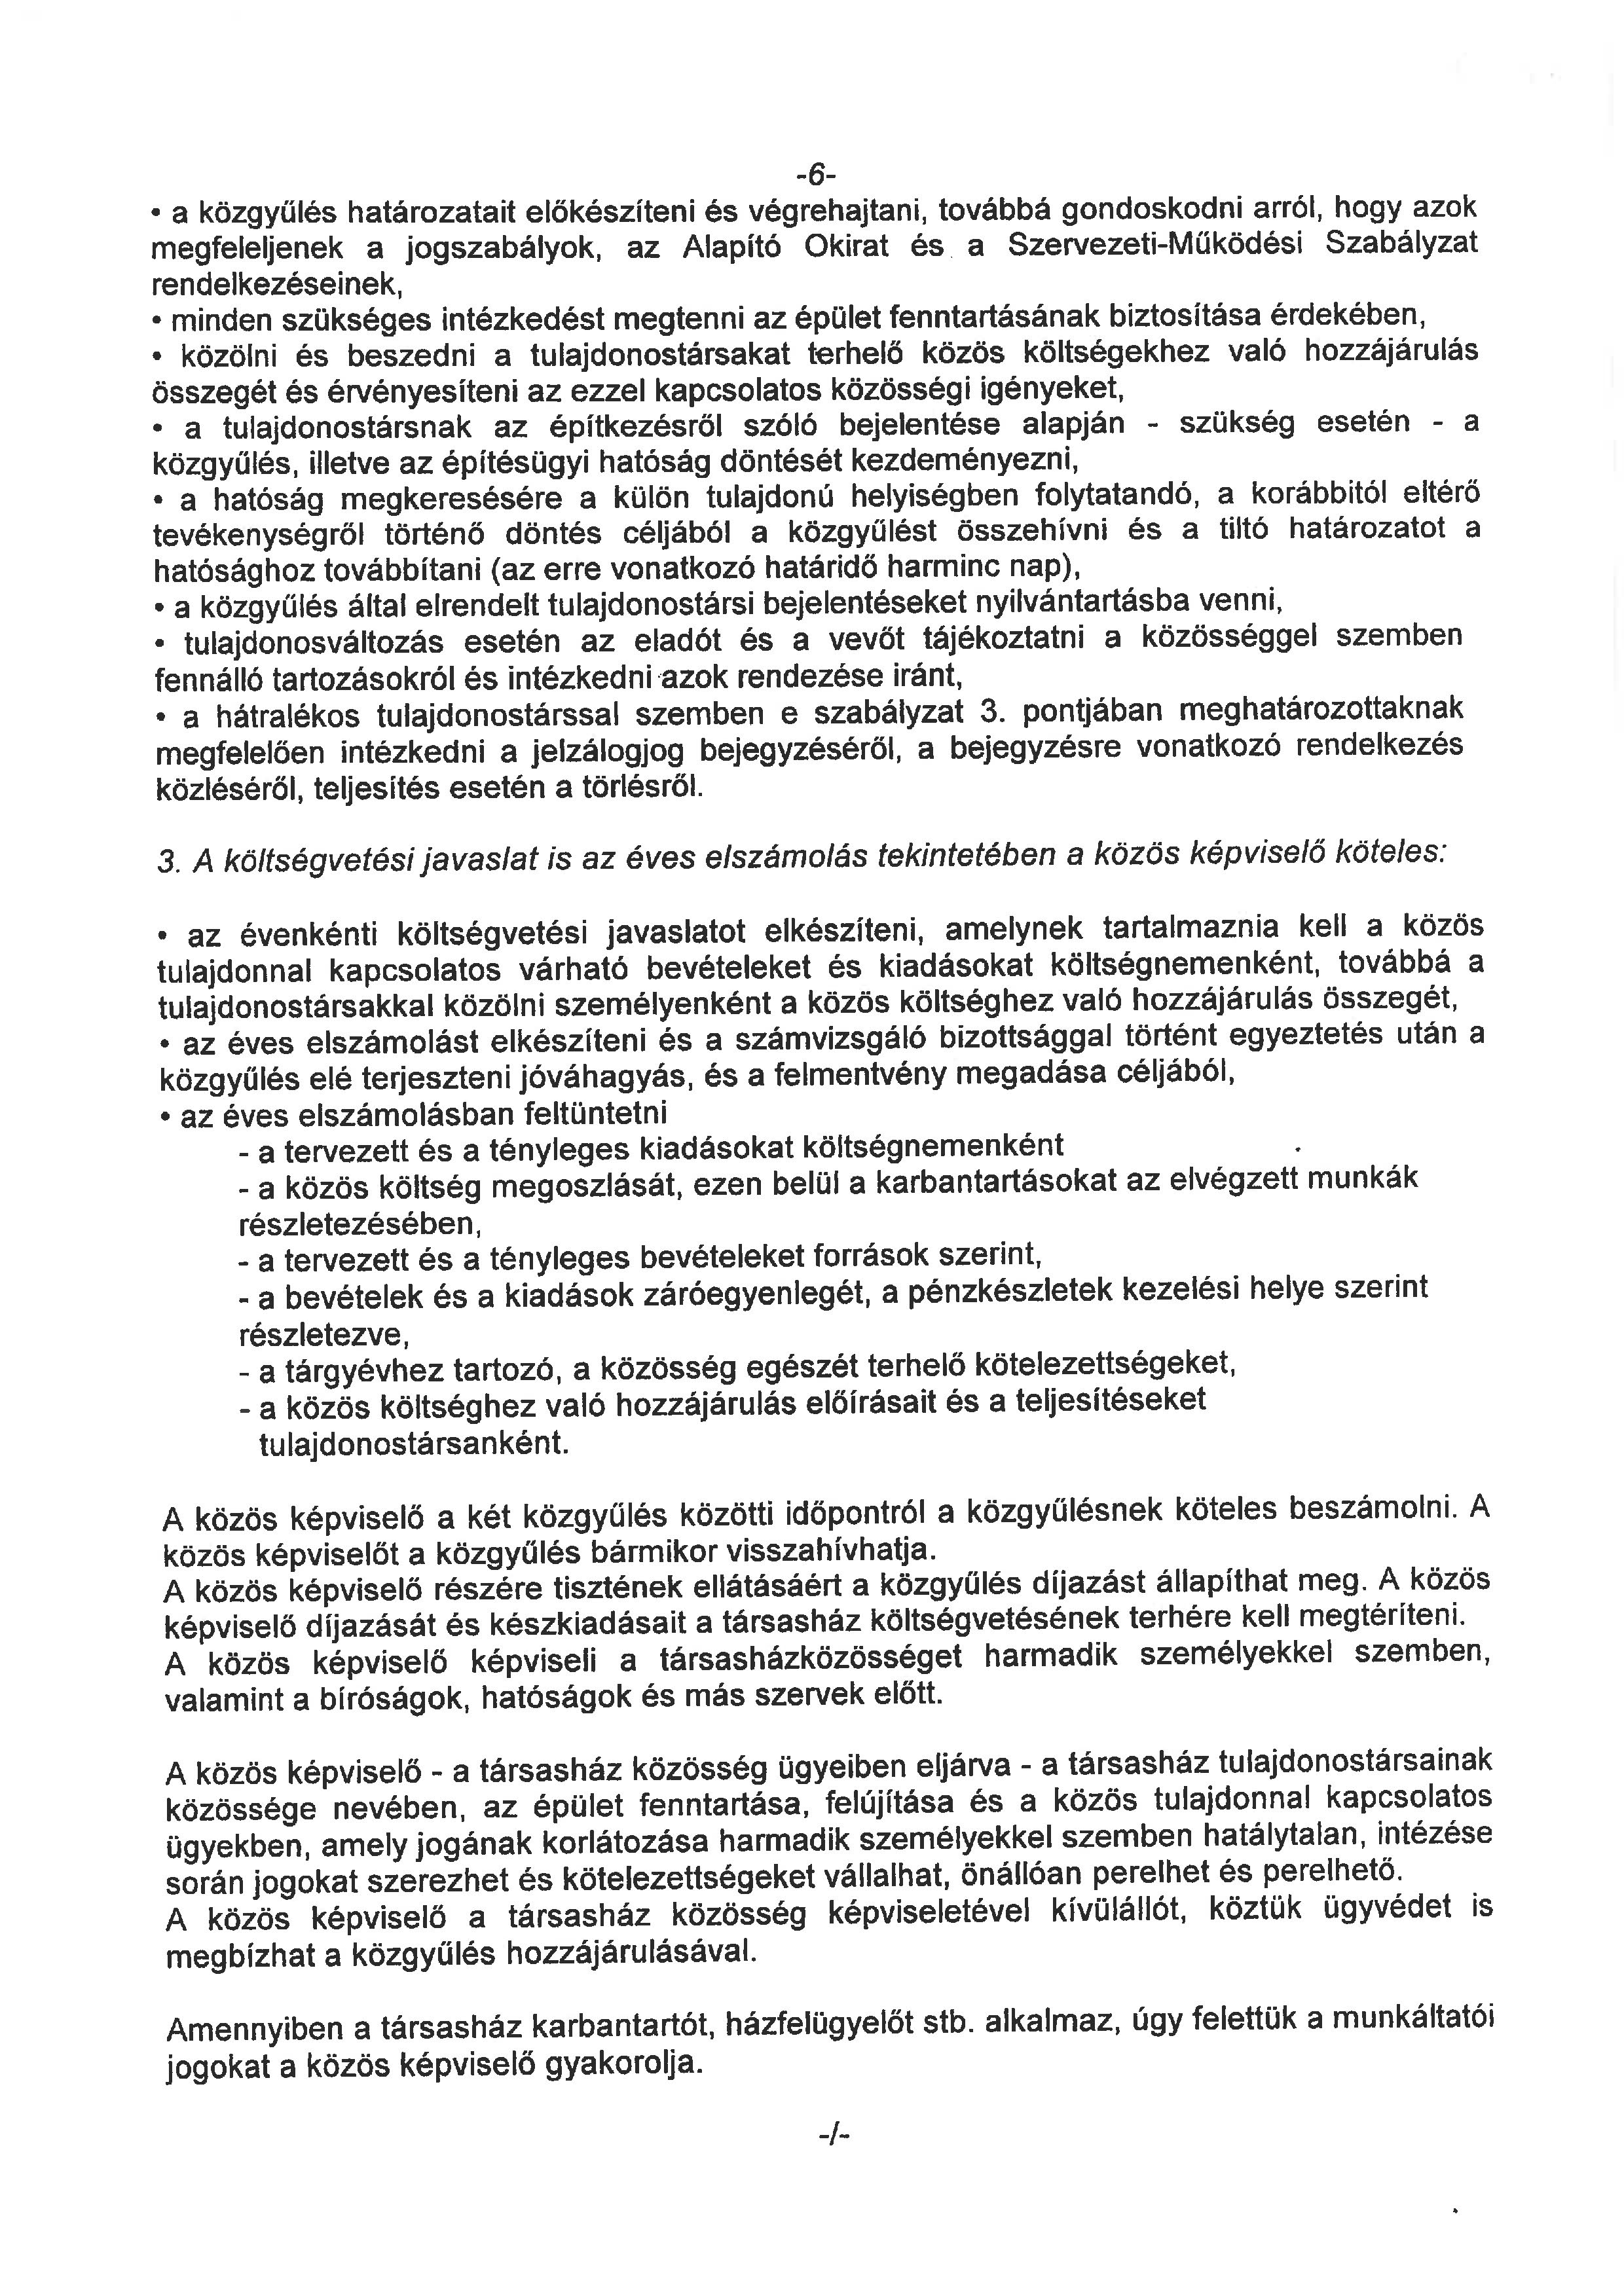 -6-
• a közgyűlés határozatait előkészíteni és végrehajtani, továbbá gondoskodni arról, hogy azok
megfeleljenek a jogszabályok, az Alapító Okirat és a Szervezeti-Működési Szabályzat
rendelkezéseinek,
• minden szükséges intézkedést megtenni az épület fenntartásának biztosítása érdekében,
• közölni és beszedni a tulajdonostársakat terhelő közös költségekhez való hozzájárulás
összegét és érvényesíteni az ezzel kapcsolatos közösségi igényeket,
• a tulajdonostársnak az építkezésről szóló bejelentése alapján - szükség esetén - a
közgyűlés, illetve az építésügyi hatóság döntését kezdeményezni,
• a hatóság megkeresésére a külön tulajdonú helyiségben folytatandó, a korábbitól eltérő
tevékenységről történő döntés céljából a közgyűlést összehívni és a tiltó határozatot a
hatósághoz továbbítani (az erre vonatkozó határidő harminc nap),
• a közgyűlés által elrendelt tulajdonostársi bejelentéseket nyilvántartásba venni,
• tulajdonosváltozás esetén az eladót és a vevőt tájékoztatni a közösséggel szemben
fennálló tartozásokról és intézkedni azok rendezése iránt,
• a hátralékos tulajdonostárssal szemben e szabályzat 3. pontjában meghatározottaknak
megfelelően intézkedni a jelzálogjog bejegyzéséről, a bejegyzésre vonatkozó rendelkezés
közléséről, teljesítés esetén a törlésről.
3. A költségvetési javaslat is az éves elszámolás tekintetében a közös képviselő köteles:
• az évenkénti költségvetési javaslatot elkészíteni, amelynek tartalmaznia kell a közös
tulajdonnal kapcsolatos várható bevételeket és kiadásokat költségnemenként, továbbá a
tulajdonostársakkal közölni személyenként a közös költséghez való hozzájárulás összegét,
• az éves elszámolást elkészíteni és a számvizsgáló bizottsággal történt egyeztetés után a
közgyűlés elé terjeszteni jóváhagyás, és a felmentvény megadása céljából,
• az éves elszámolásban feltüntetni
- a tervezett és a tényleges kiadásokat költségnemenként
- a közös költség megoszlását, ezen belül a karbantartásokat az elvégzett munkák
részletezésében,
- a tervezett és a tényleges bevételeket források szerint,
- a bevételek és a kiadások záróegyenlegét, a pénzkészletek kezelési helye szerint
részletezve,
- a tárgyévhez tartozó, a közösség egészét terhelő kötelezettségeket,
- a közös költséghez való hozzájárulás előírásait és a teljesítéseket
tulajdonostársanként.
A közös képviselő a két közgyűlés közötti időpontról a közgyűlésnek köteles beszámolni. A
közös képviselőt a közgyűlés bármikor visszahívhatja.
A közös képviselő részére tisztének ellátásáért a közgyűlés díjazást állapíthat meg. A közös
képviselő díjazását és készkiadásait a társasház költségvetésének terhére kell megtéríteni.
A közös képviselő képviseli a társasházközösséget harmadik személyekkel szemben,
valamint a bíróságok, hatóságok és más szervek előtt.
A közös képviselő - a társasház közösség ügyeiben eljárva - a társasház tulajdonostársainak
közössége nevében, az épület fenntartása, felújítása és a közös tulajdonnal kapcsolatos
ügyekben, amely jogának korlátozása harmadik személyekkel szemben hatálytalan, intézése
során jogokat szerezhet és kötelezettségeket vállalhat, önállóan perelhet és perelhető.
A közös képviselő a társasház közösség képviseletével kívülállót, köztük ügyvédet is
megbízhat a közgyűlés hozzájárulásával.
Amennyiben a társasház karbantartót, házfelügyelőt stb. alkalmaz, úgy felettük a munkáltatói
jogokat a közös képviselő gyakorolja.
-/-